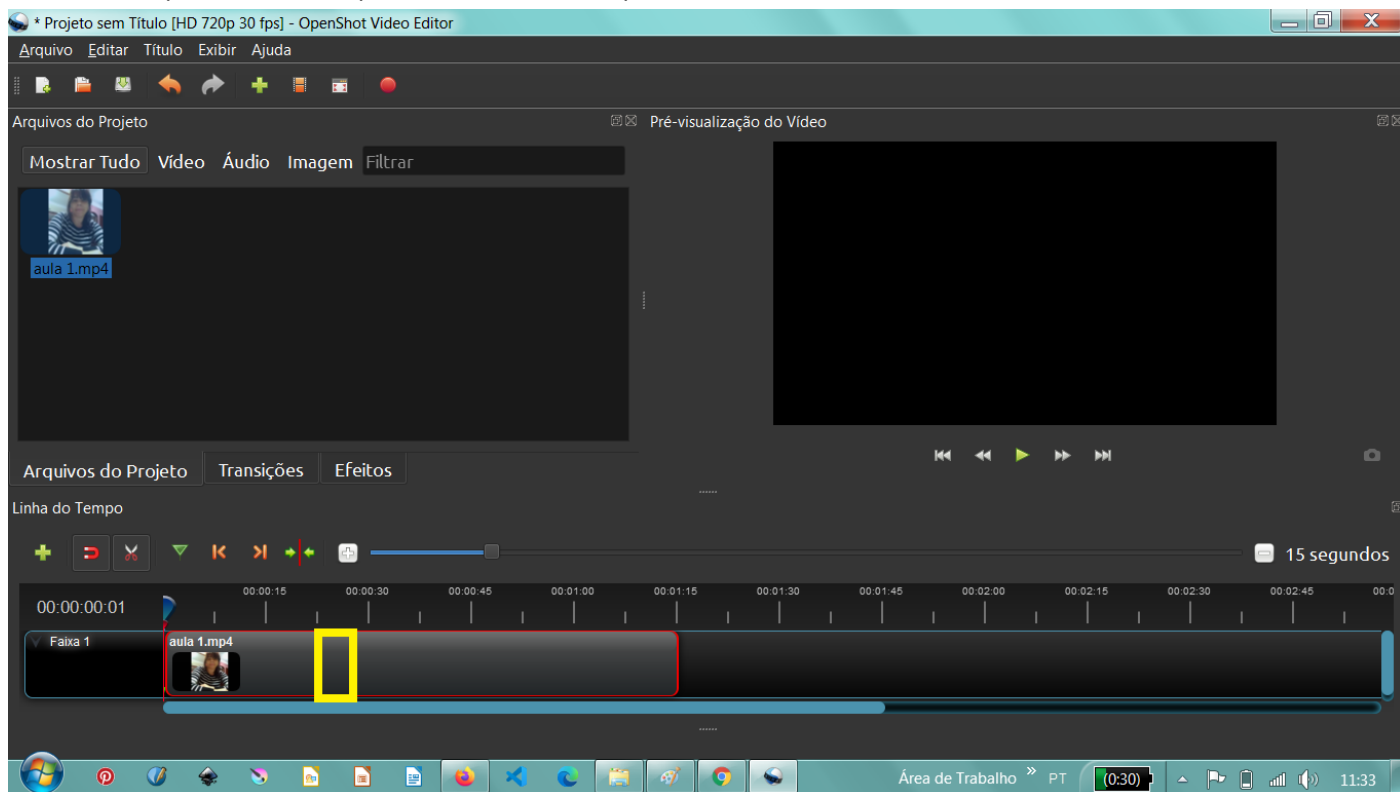 * Projeto sem Título [HD 720p 30 fps] - OpenShot Video Editor
Arquivo Editar Título Exibir Ajuda
Arquivos do Projeto
Pré-visualização do Vídeo
Mostrar Tudo Vídeo Áudio Imagem Filtrar
aula 1.mp4
Arquivos do Projeto Transições Efeitos
Linha do Tempo
15 segundos
00:00:00:01
00:00:15 00:00:30 00:00:45 00:01:00 00:01:15 00:01:30 00:01:45 00:02:00 00:02:15 00:02:30 00:02:45 00:0
Faixa 1
aula 1.mp4
Área de Trabalho » PT (0:30) 11:33